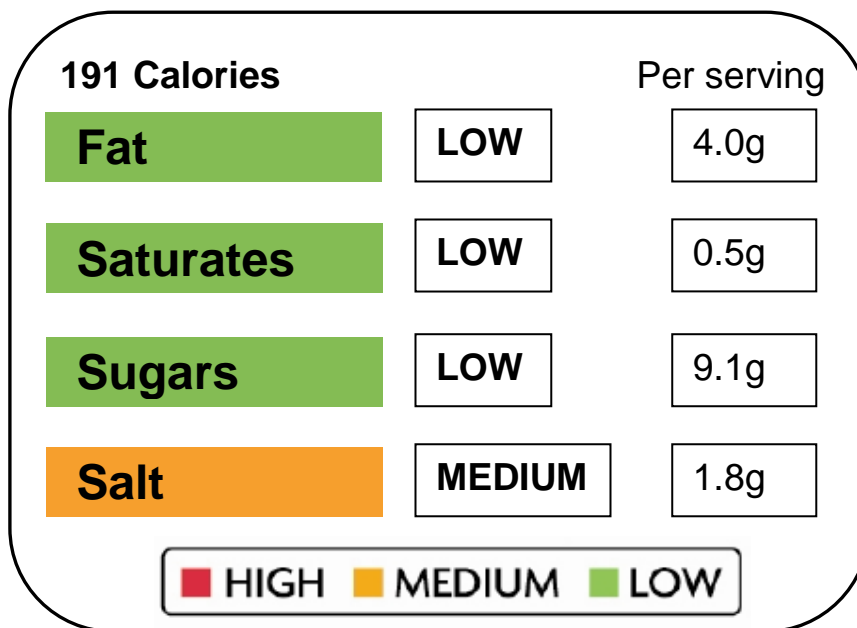 191 Calories Per serving
Fat LOW 4.0g
Saturates LOW 0.5g
Sugars LOW 9.1g
Salt MEDIUM 1.8g
HIGH MEDIUM LOW